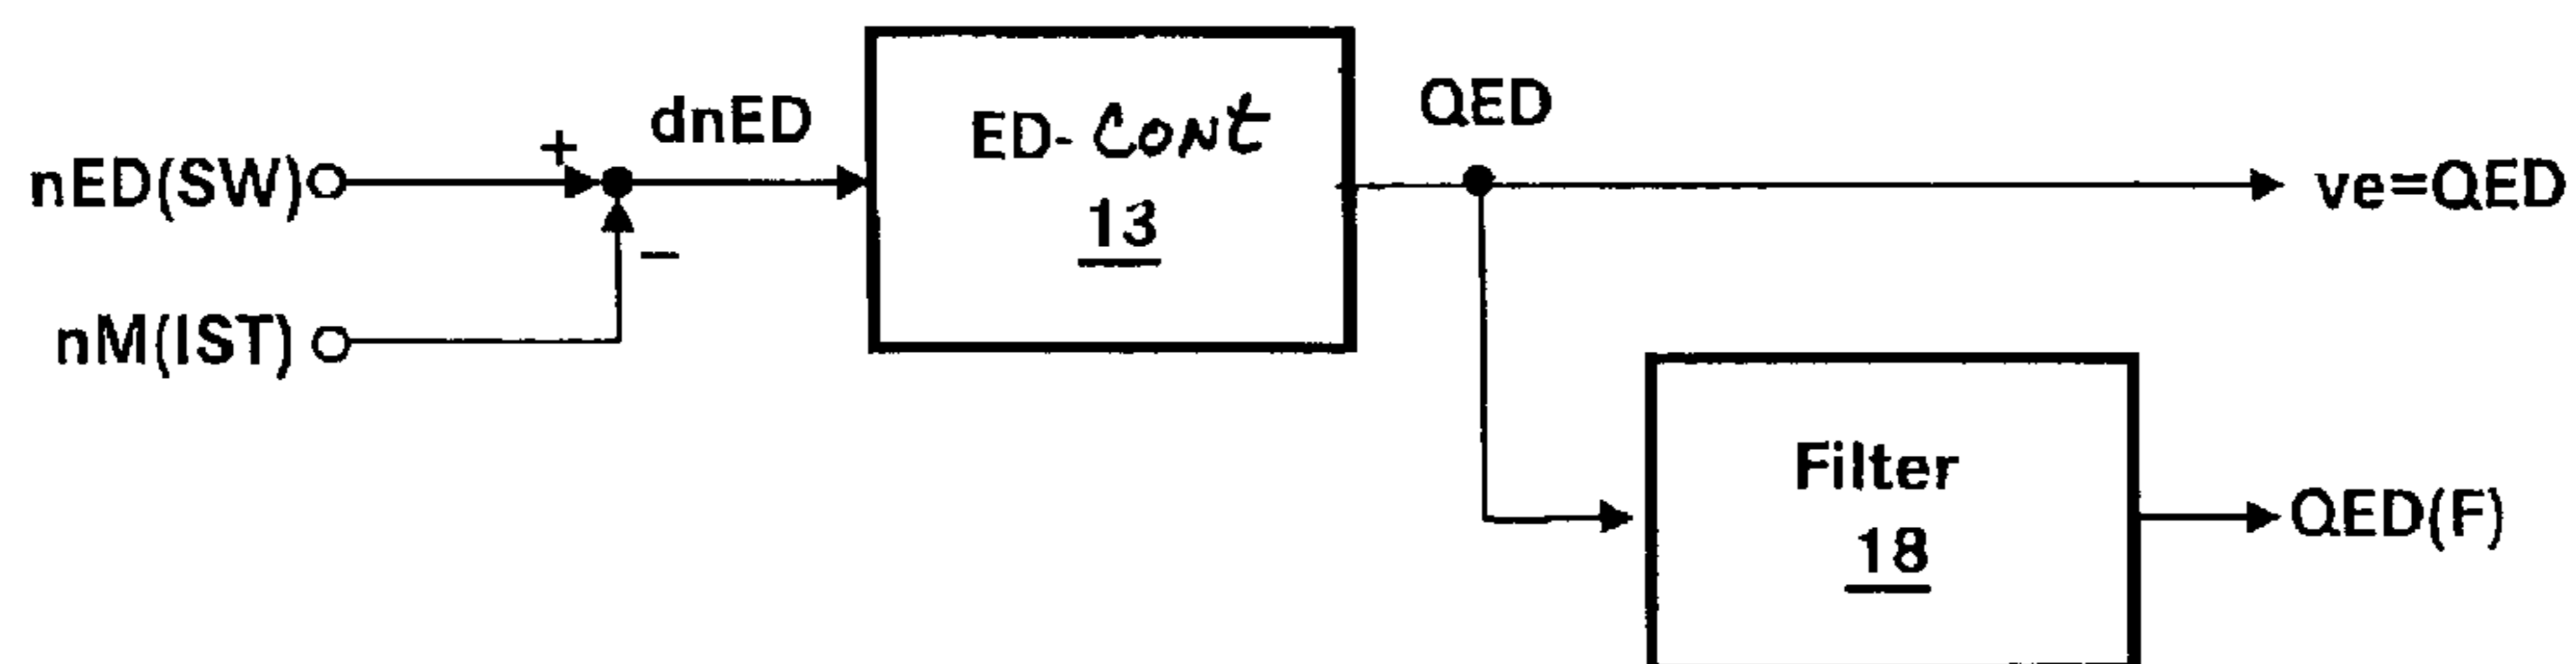 nED(SW)
nM(IST)
+
−
dnED
ED-Cont
13
QED
ve=QED
Filter
18
QED(F)